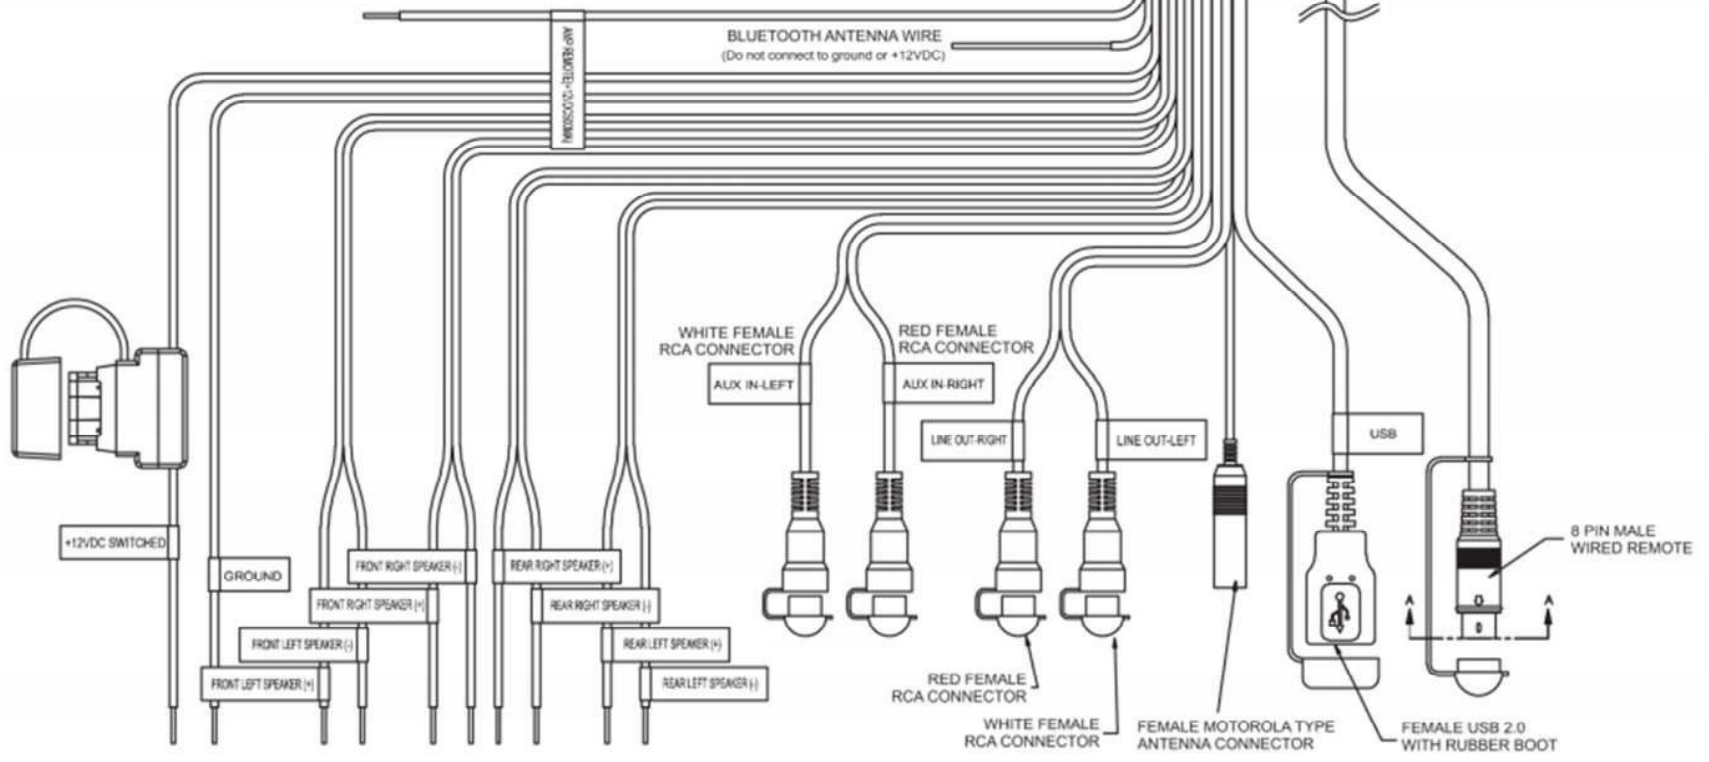 BLUETOOTH ANTENNA WIRE
(Do not connect to ground or +12VDC)
WHITE FEMALE
RCA CONNECTOR
RED FEMALE
RCA CONNECTOR
AUX IN-LEFT
AUX IN-RIGHT
LINE OUT-RIGHT
LINE OUT-LEFT
USB
+12VDC SWITCHED
8 PIN MALE
WIRED REMOTE
GROUND
FRONT RIGHT SPEAKER (-)
REAR RIGHT SPEAKER (+)
FRONT RIGHT SPEAKER (+)
REAR RIGHT SPEAKER (-)
A
A
FRONT LEFT SPEAKER (-)
REAR LEFT SPEAKER (+)
FRONT LEFT SPEAKER (+)
REAR LEFT SPEAKER (-)
RED FEMALE
RCA CONNECTOR
WHITE FEMALE
RCA CONNECTOR
FEMALE MOTOROLA TYPE
ANTENNA CONNECTOR
FEMALE USB 2.0
WITH RUBBER BOOT
AMP REMOTE